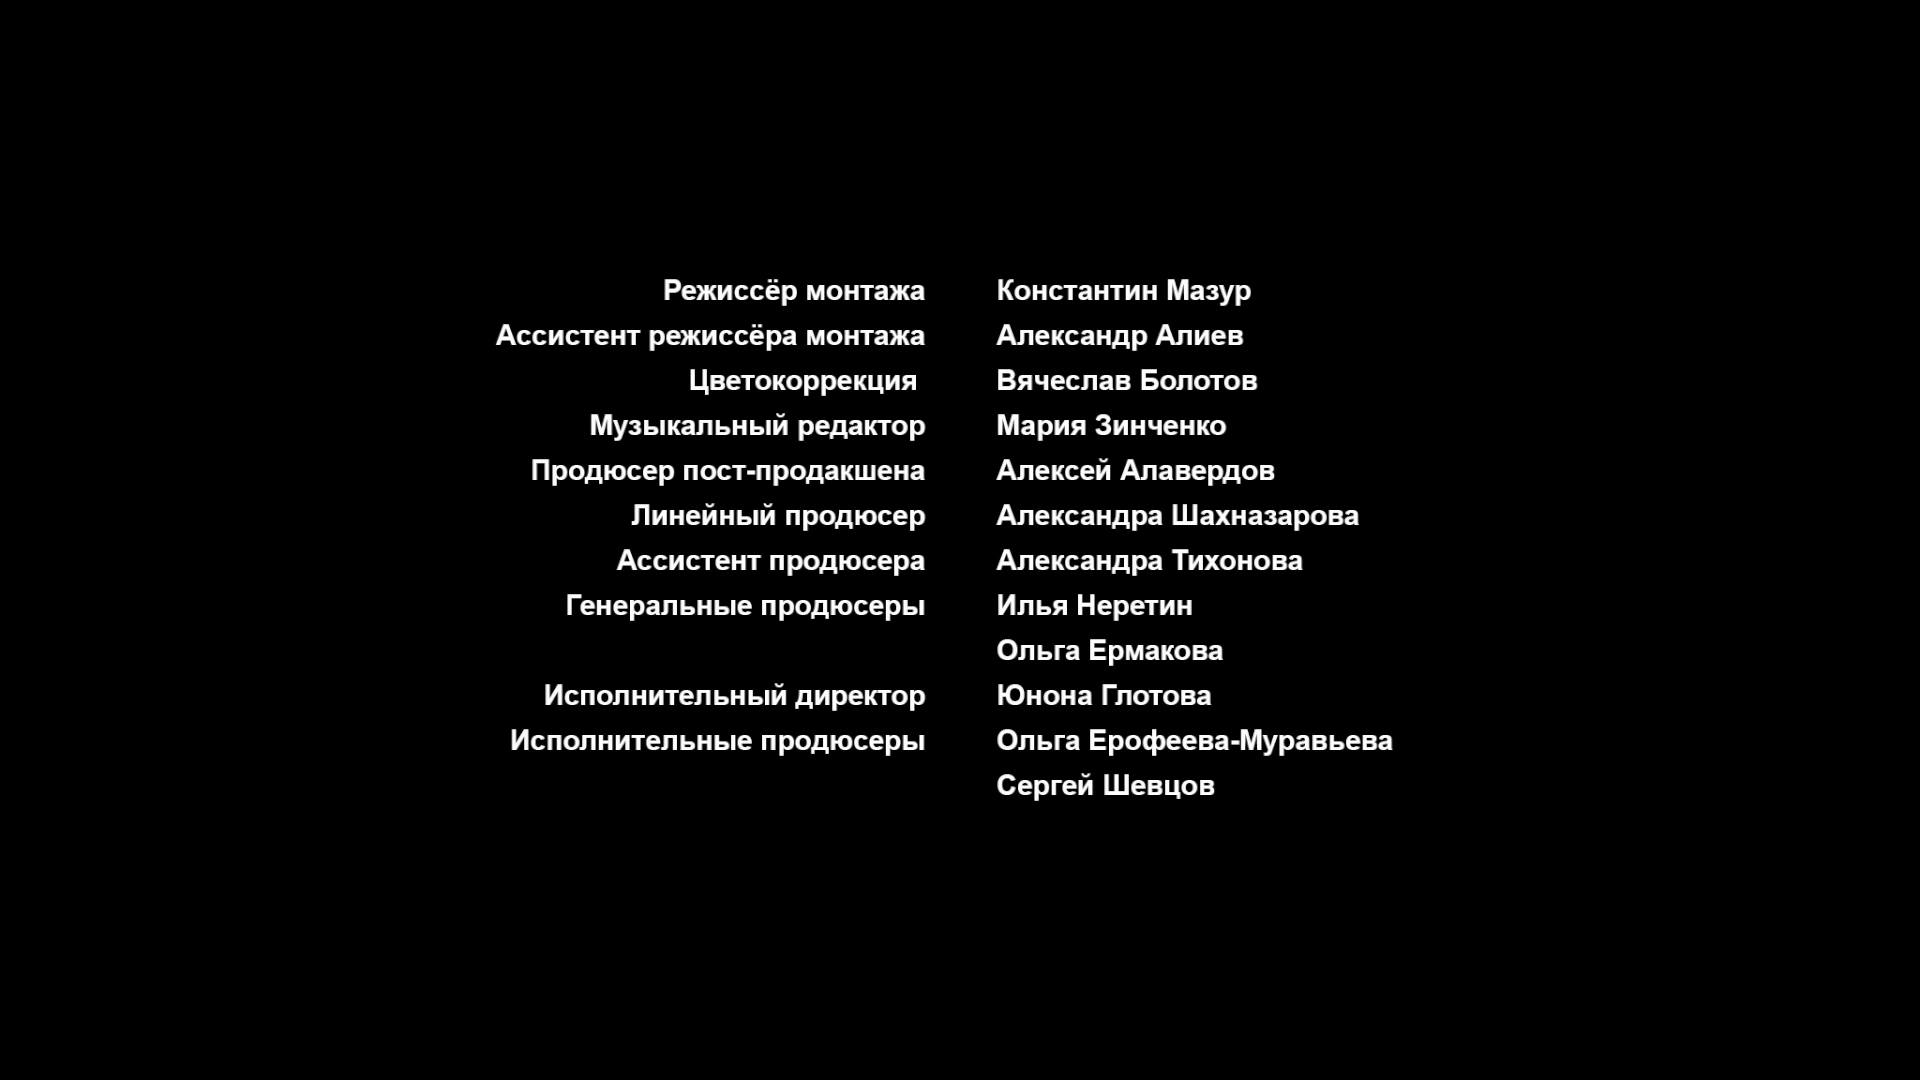 Режиссёр монтажа Константин Мазур
Ассистент режиссёра монтажа Александр Алиев
Цветокоррекция Вячеслав Болотов
Музыкальный редактор Мария Зинченко
Продюсер пост-продакшена Алексей Алавердов
Линейный продюсер Александра Шахназарова
Ассистент продюсера Александра Тихонова
Генеральные продюсеры Илья Неретин
Ольга Ермакова
Исполнительный директор Юнона Глотова
Исполнительные продюсеры Ольга Ерофеева-Муравьева
Сергей Шевцов